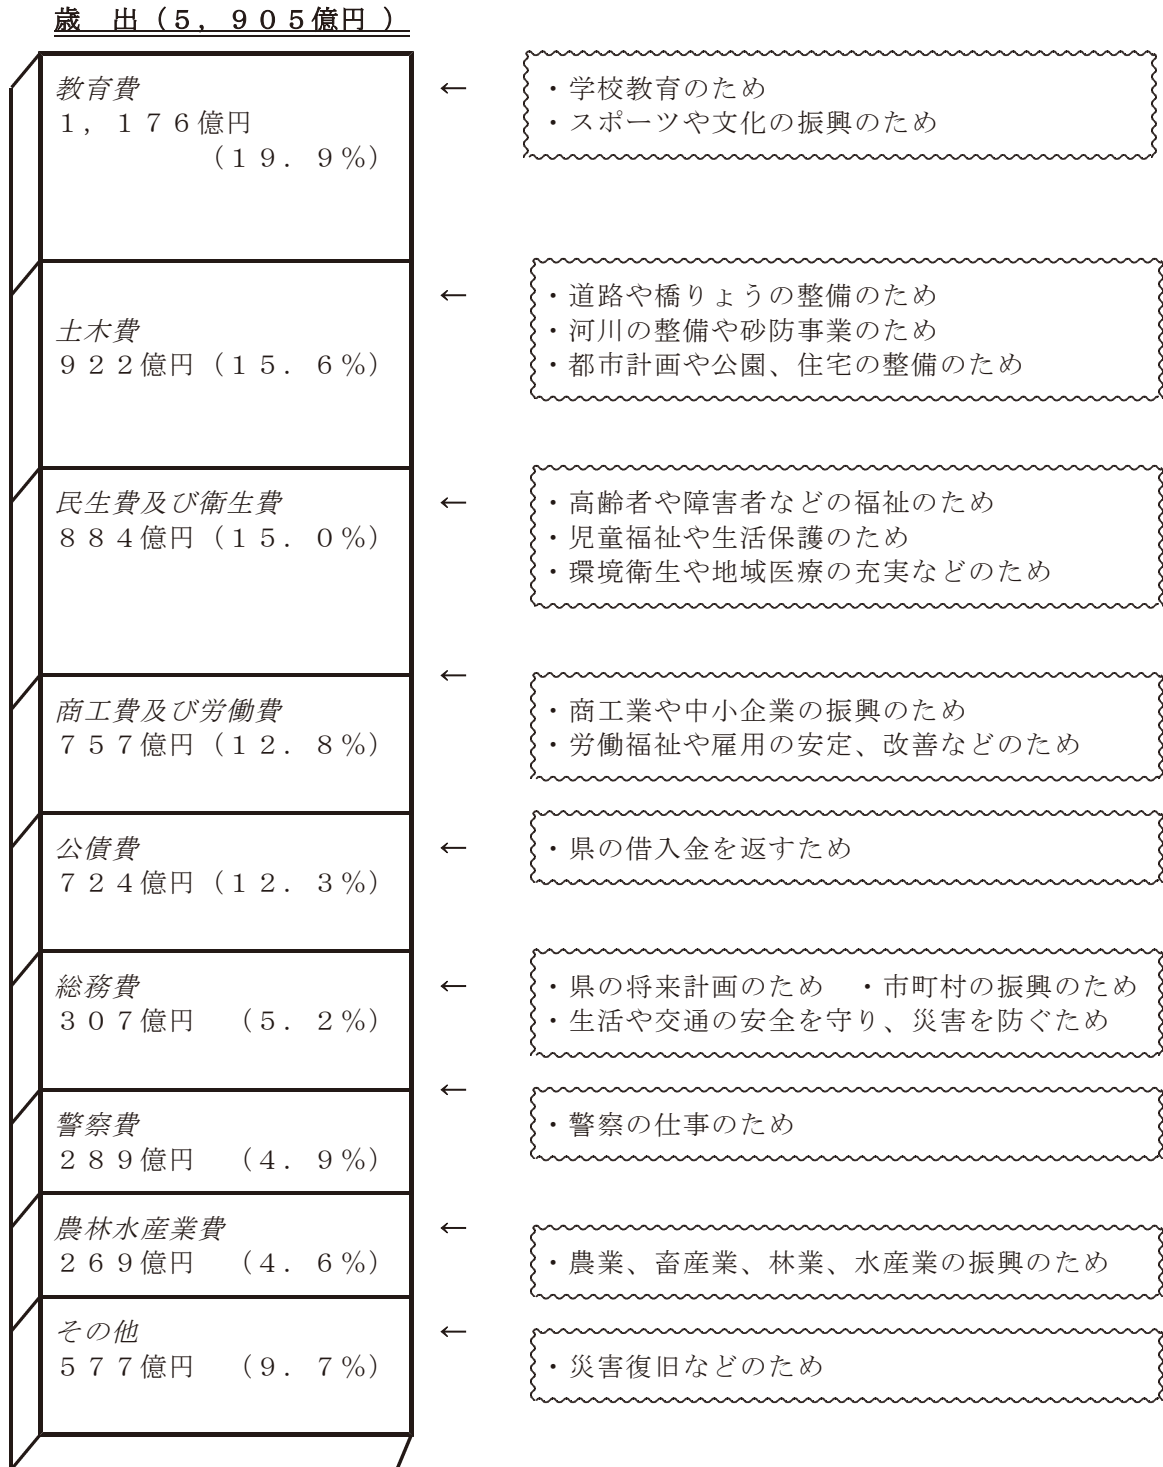 歳　出（５，９０５億円 ）
教育費
１，１７６億円
（１９．９％）
←
・学校教育のため
・スポーツや文化の振興のため
土木費
９２２億円（１５．６％）
←
・道路や橋りょうの整備のため
・河川の整備や砂防事業のため
・都市計画や公園、住宅の整備のため
民生費及び衛生費
８８４億円（１５．０％）
←
・高齢者や障害者などの福祉のため
・児童福祉や生活保護のため
・環境衛生や地域医療の充実などのため
商工費及び労働費
７５７億円（１２．８％）
←
・商工業や中小企業の振興のため
・労働福祉や雇用の安定、改善などのため
公債費
７２４億円（１２．３％）
←
・県の借入金を返すため
総務費
３０７億円　（５．２％）
←
・県の将来計画のため　・市町村の振興のため
・生活や交通の安全を守り、災害を防ぐため
警察費
２８９億円　（４．９％）
←
・警察の仕事のため
農林水産業費
２６９億円　（４．６％）
←
・農業、畜産業、林業、水産業の振興のため
その他
５７７億円　（９．７％）
←
・災害復旧などのため